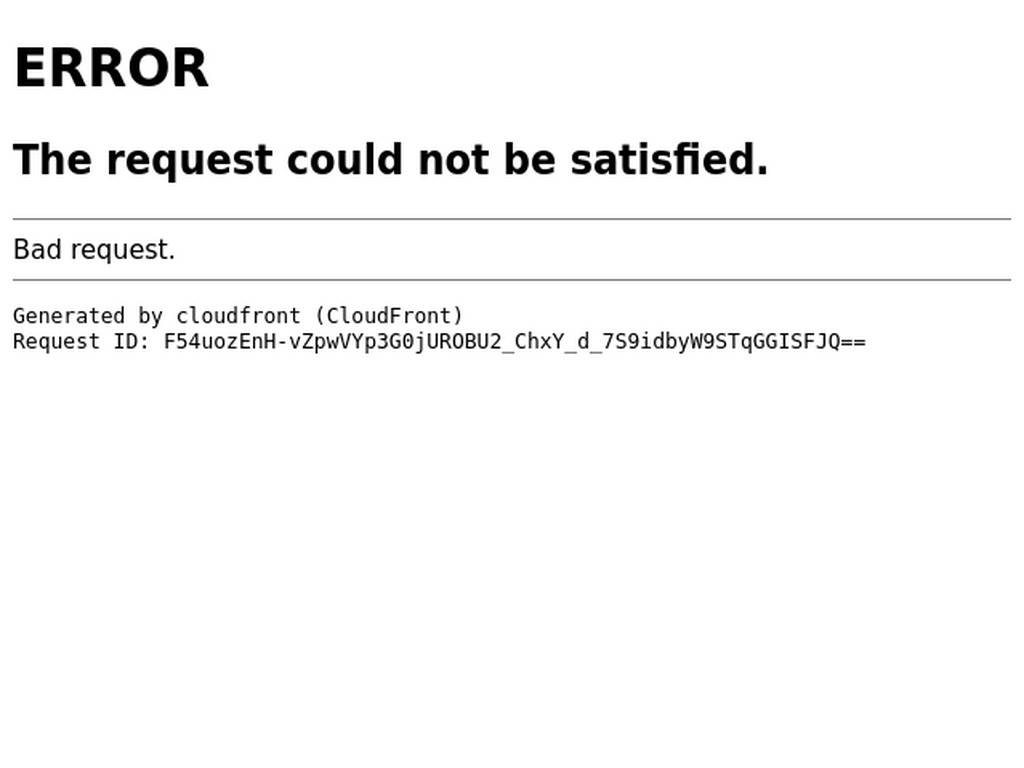 ERROR
The request could not be satisfied.
Bad request.
Generated by cloudfront (CloudFront)
Request ID: F54uozEnH-vZpwVYp3G0jUROBU2_ChxY_d_7S9idbyW9STqGGISFJQ==